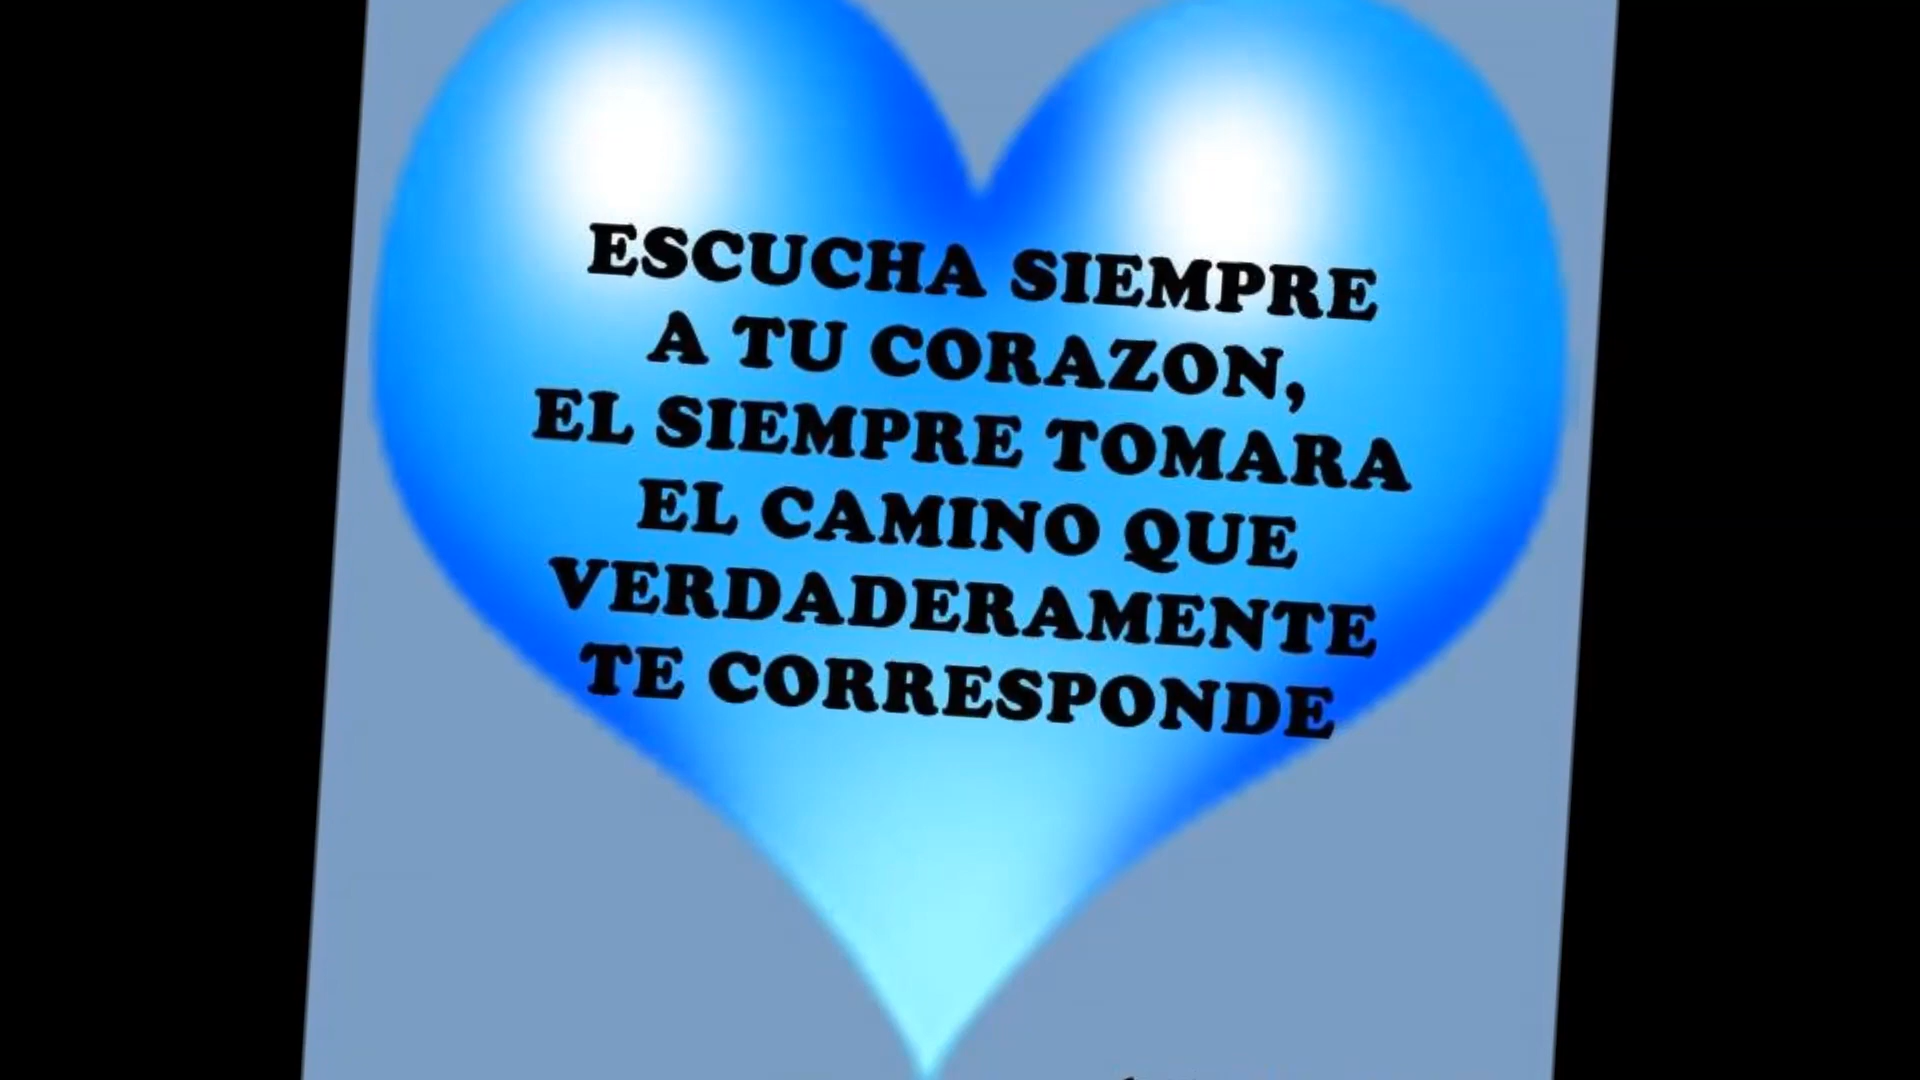 ESCUCHA SIEMPRE
A TU CORAZON,
EL SIEMPRE TOMARA
EL CAMINO QUE
VERDADERAMENTE
TE CORRESPONDE